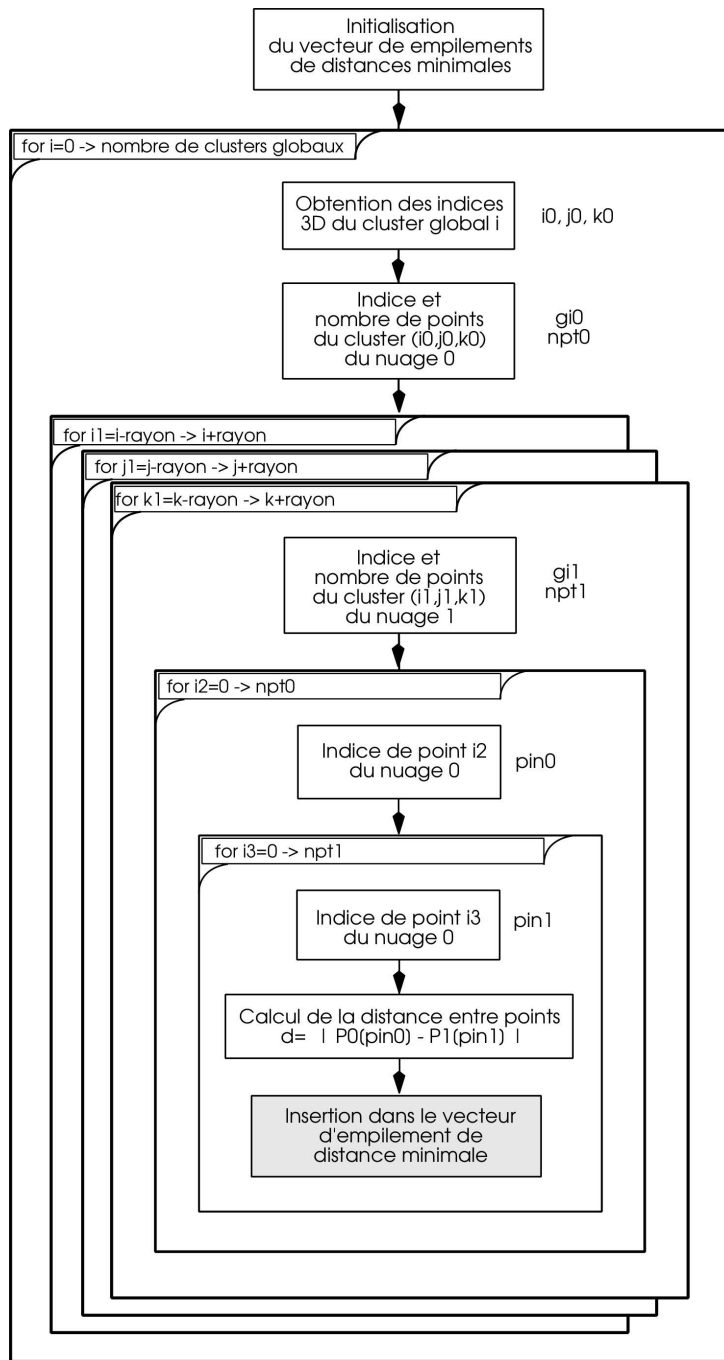 Initialisation
du vecteur de empilements
de distances minimales
for i=0 -> nombre de clusters globaux
Obtention des indices
3D du cluster global i
i0, j0, k0
Indice et
nombre de points
du cluster (i0,j0,k0)
du nuage 0
gi0
npt0
for i1=i-rayon -> i+rayon
for j1=j-rayon -> j+rayon
for k1=k-rayon -> k+rayon
Indice et
nombre de points
du cluster (i1,j1,k1)
du nuage 1
gi1
npt1
for i2=0 -> npt0
Indice de point i2
du nuage 0
pin0
for i3=0 -> npt1
Indice de point i3
du nuage 0
pin1
Calcul de la distance entre points
d= | P0(pin0) - P1(pin1) |
Insertion dans le vecteur
d'empilement de
distance minimale